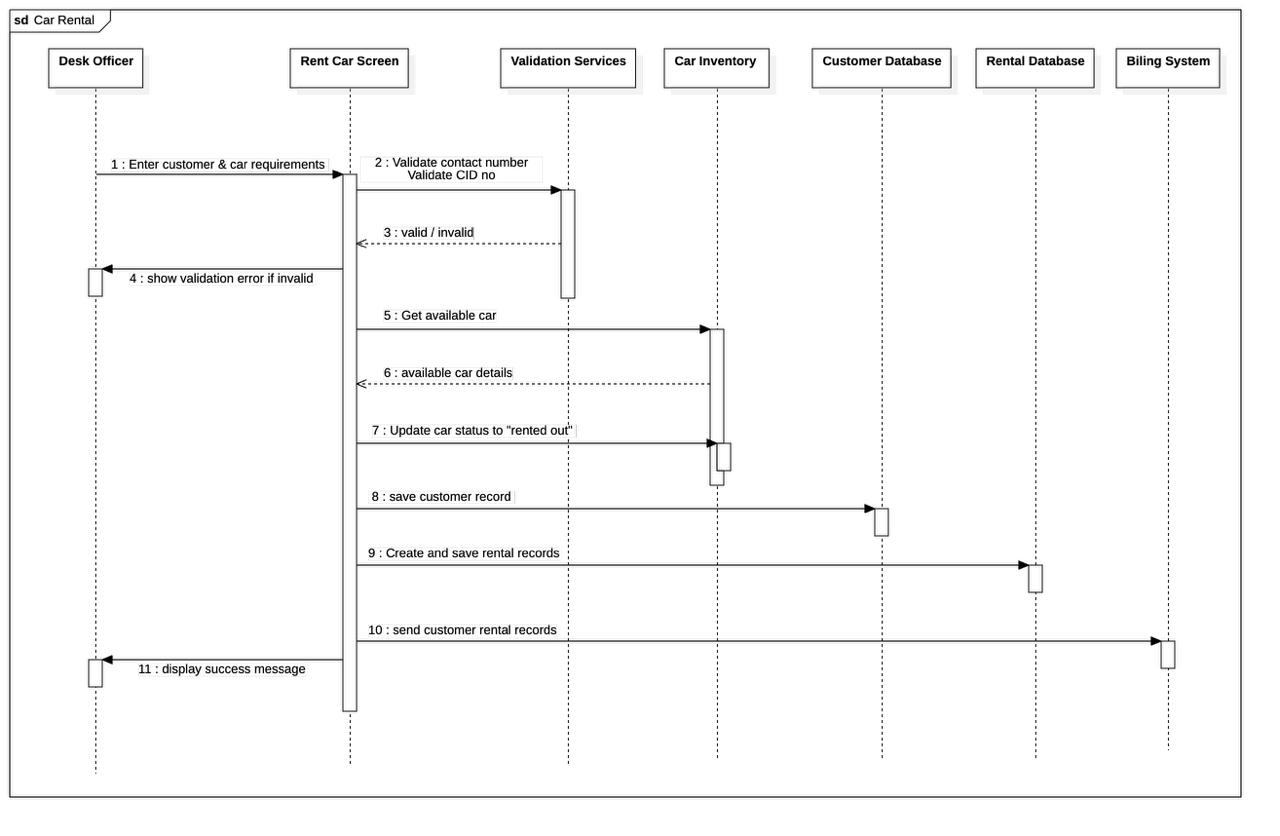 sd Car Rental
Desk Officer
Rent Car Screen
Validation Services
Car Inventory
Customer Database
Rental Database
Biling System
1 : Enter customer & car requirements
2 : Validate contact number
Validate CID no
3 : valid / invalid
4 : show validation error if invalid
5 : Get available car
6 : available car details
7 : Update car status to "rented out"
8 : save customer record
9 : Create and save rental records
10 : send customer rental records
11 : display success message